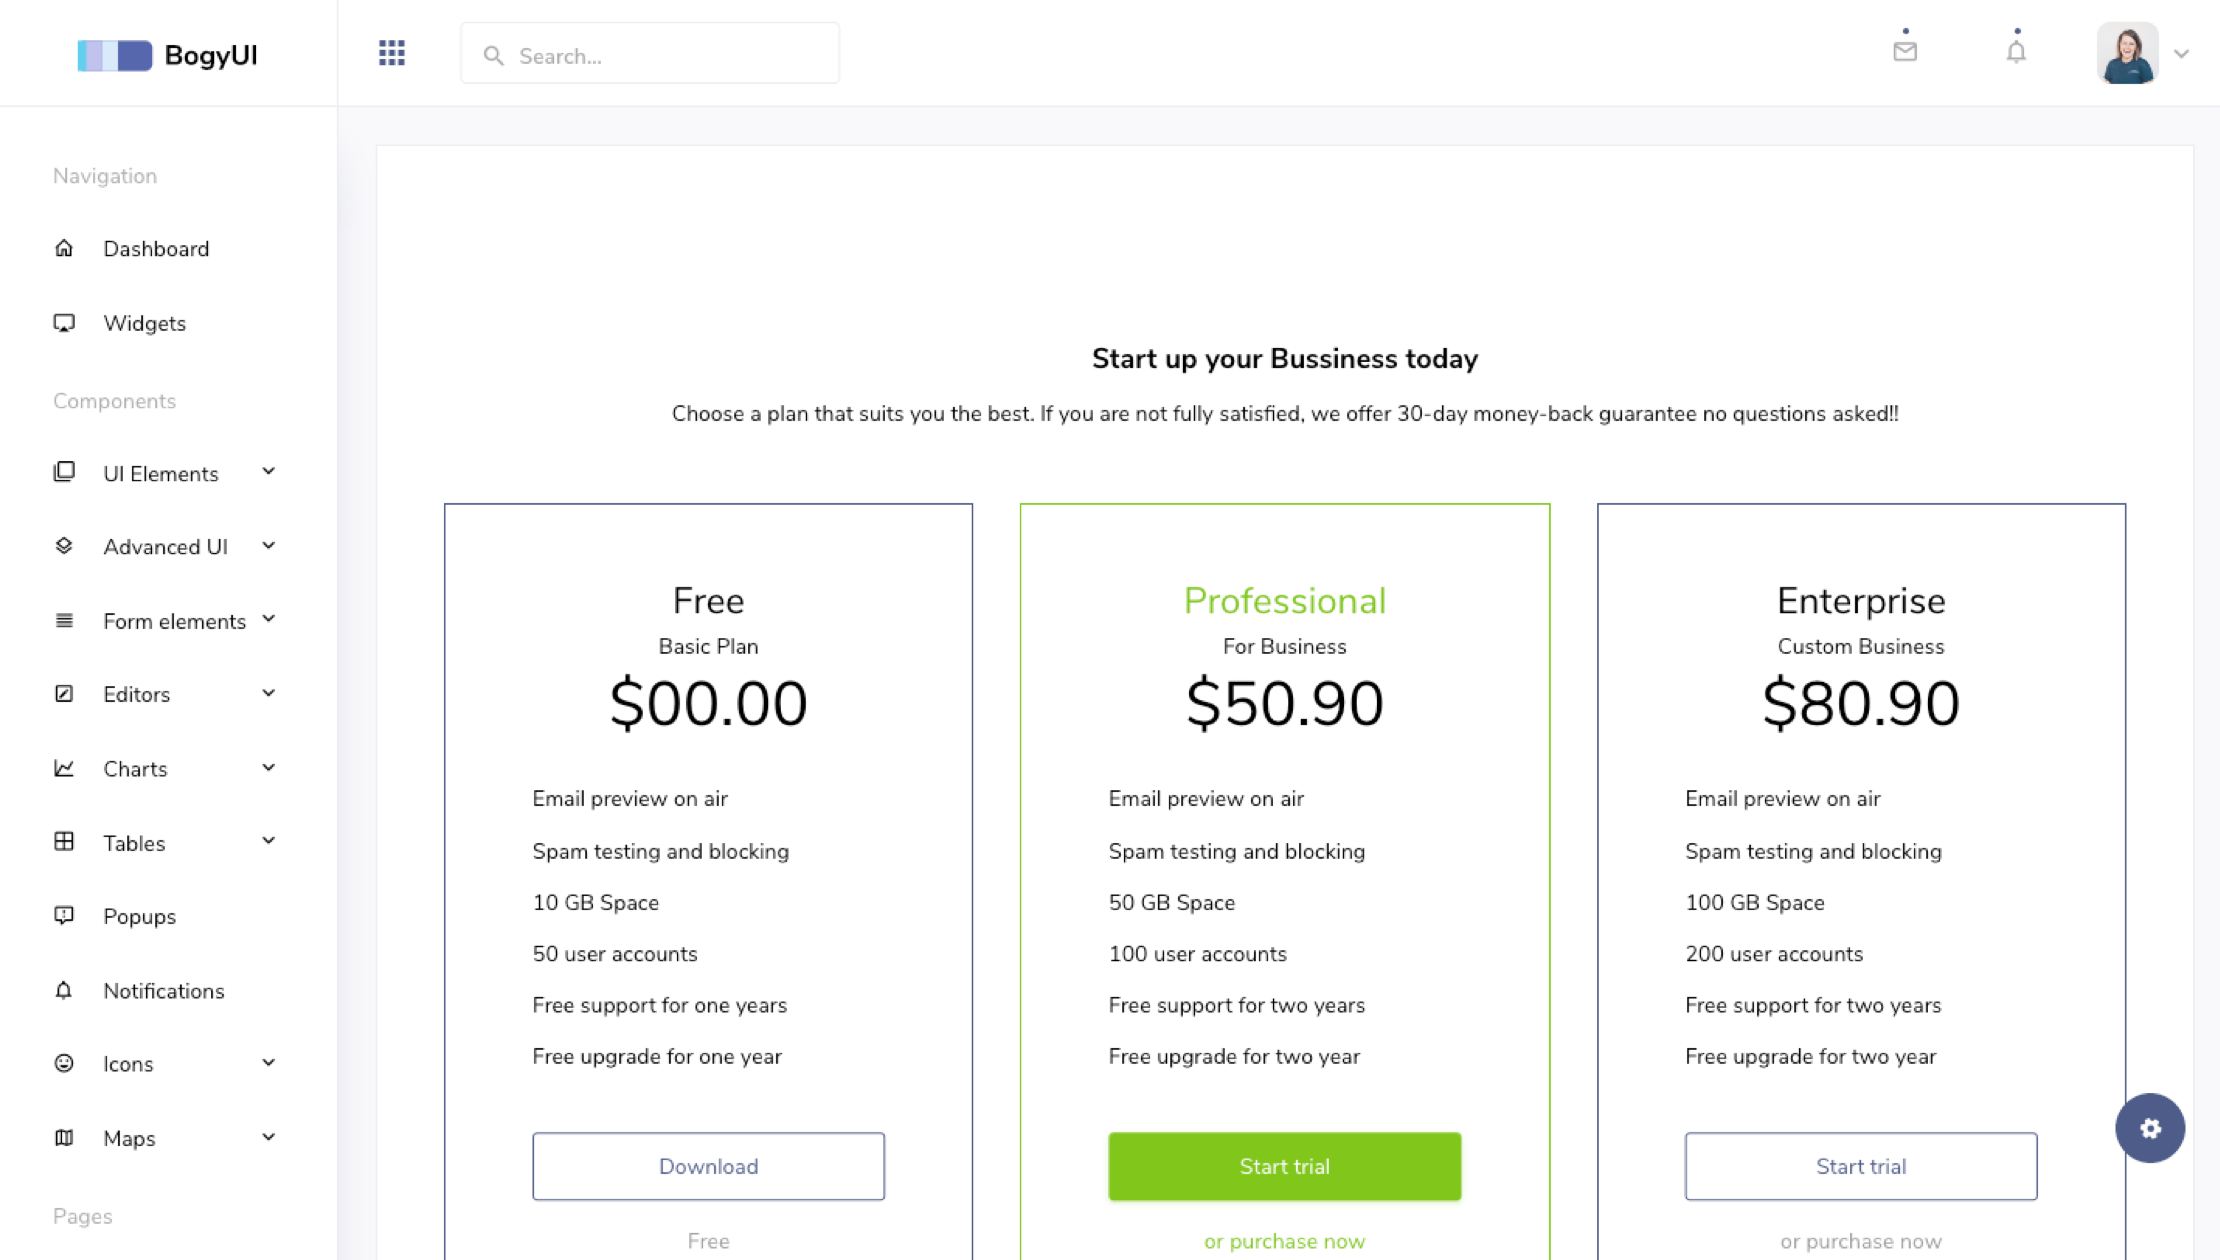 BogyUI
Search...
Navigation
Dashboard
Widgets
Components
UI Elements
Advanced UI
Form elements
Editors
Charts
Tables
Popups
Notifications
Icons
Maps
Pages
Start up your Bussiness today
Choose a plan that suits you the best. If you are not fully satisfied, we offer 30-day money-back guarantee no questions asked!!
Free
Basic Plan
$00.00
Email preview on air
Spam testing and blocking
10 GB Space
50 user accounts
Free support for one years
Free upgrade for one year
Download
Free
Professional
For Business
$50.90
Email preview on air
Spam testing and blocking
50 GB Space
100 user accounts
Free support for two years
Free upgrade for two year
Start trial
or purchase now
Enterprise
Custom Business
$80.90
Email preview on air
Spam testing and blocking
100 GB Space
200 user accounts
Free support for two years
Free upgrade for two year
Start trial
or purchase now